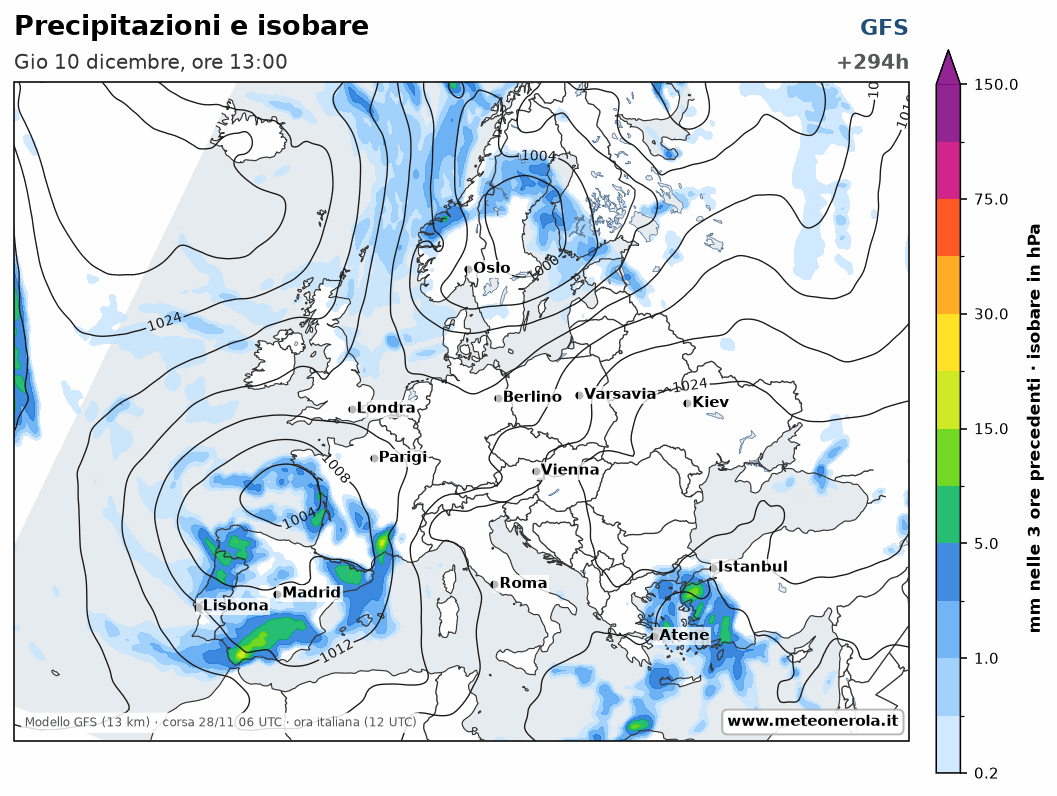 Precipitazioni e isobare
GFS
Gio 10 dicembre, ore 13:00
+294h
150.0
75.0
30.0
15.0
5.0
1.0
0.2
mm nelle 3 ore precedenti · isobare in hPa
1004
Oslo
1000
1024
1024
Londra
Berlino
Varsavia
Kiev
Parigi
Vienna
1008
1004
Madrid
Lisbona
Roma
Istanbul
Atene
1012
Modello GFS (13 km) · corsa 28/11 06 UTC · ora italiana (12 UTC)
www.meteonerola.it